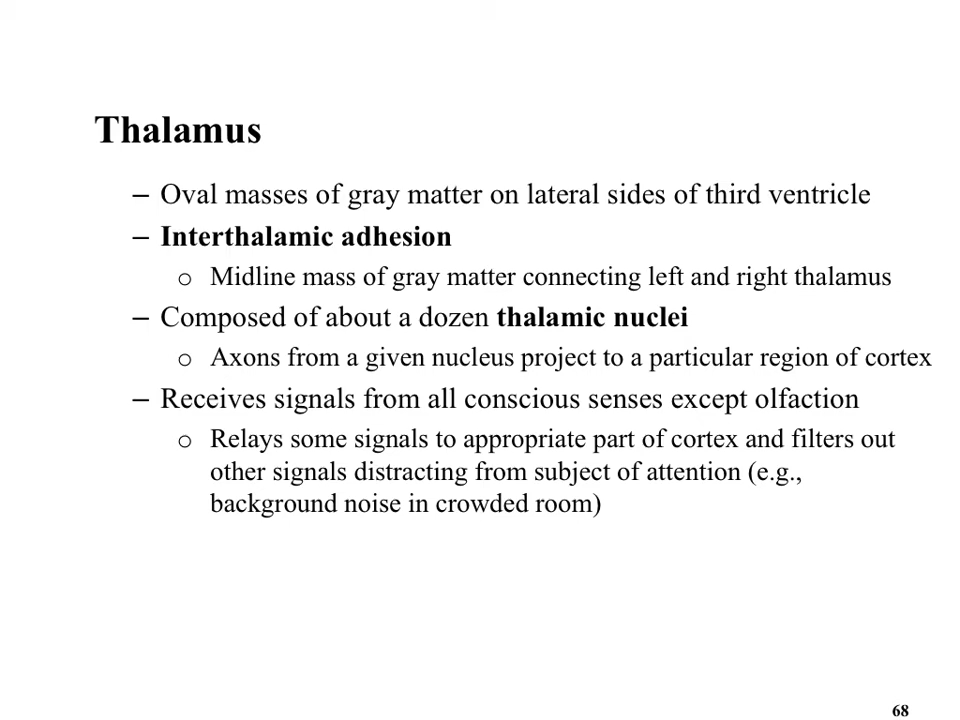 Thalamus
– Oval masses of gray matter on lateral sides of third ventricle
– Interthalamic adhesion
o Midline mass of gray matter connecting left and right thalamus
– Composed of about a dozen thalamic nuclei
o Axons from a given nucleus project to a particular region of cortex
– Receives signals from all conscious senses except olfaction
o Relays some signals to appropriate part of cortex and filters out
other signals distracting from subject of attention (e.g.,
background noise in crowded room)
68